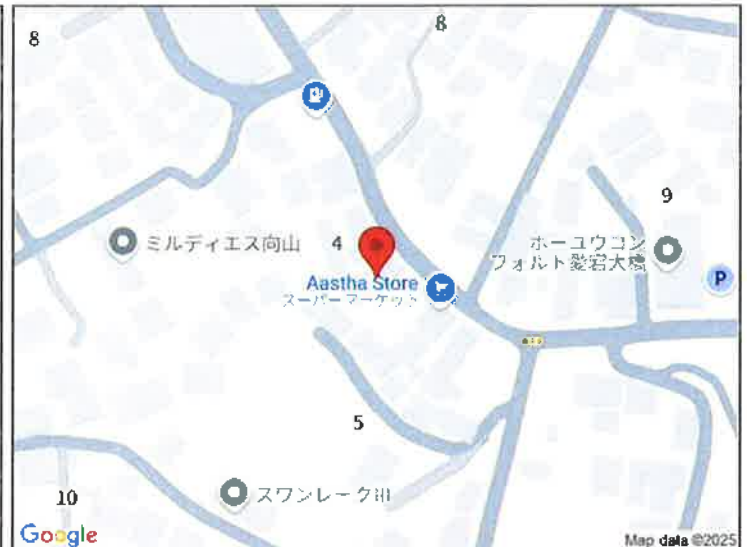 8
8
9
ミルディエス向山
4
ホーユウコン
フォルト愛宕大橋
P
Aastha Store
スーパーマーケット
5
10
スワンレークIII
Google
Map data ©2025